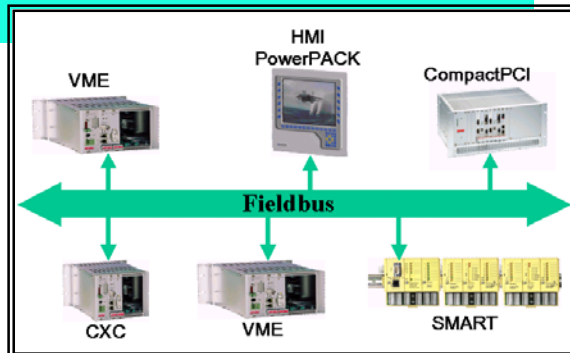 HMI
PowerPACK
VME
CompactPCI
Fieldbus
CXC
VME
SMART